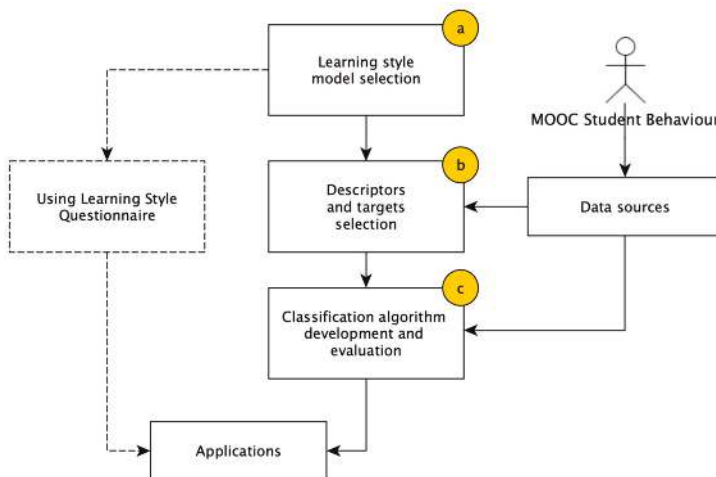 a
Learning style
model selection
MOOC Student Behaviour
b
Using Learning Style
Questionnaire
Descriptors
and targets
selection
Data sources
c
Classification algorithm
development and
evaluation
Applications